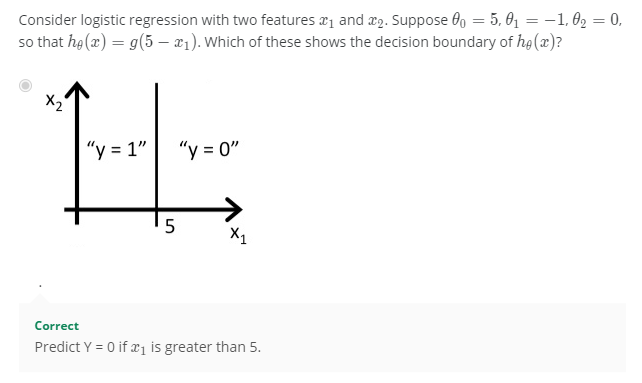 Consider logistic regression with two features x₁ and x₂. Suppose θ₀ = 5, θ₁ = −1, θ₂ = 0,
so that h_θ(x) = g(5 − x₁). Which of these shows the decision boundary of h_θ(x)?
x₂
"y = 1" "y = 0"
5
x₁
.
Correct
Predict Y = 0 if x₁ is greater than 5.